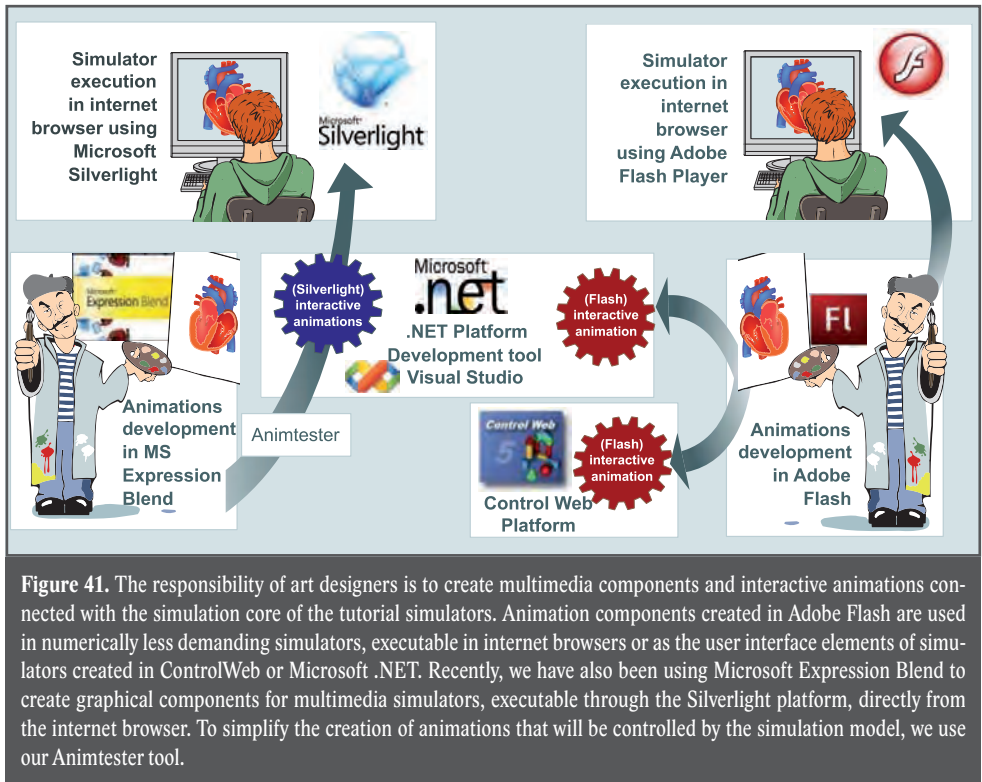 Simulator
execution
in internet
browser using
Microsoft
Silverlight
Microsoft
Silverlight
Simulator
execution in
internet
browser
using Adobe
Flash Player
Microsoft
Expression Blend
(Silverlight)
interactive
animations
Microsoft
.net
.NET Platform
Development tool
Visual Studio
(Flash)
interactive
animation
Fl
Animations
development
in MS
Expression
Blend
Animtester
Control Web
5
(Flash)
interactive
animation
Control Web
Platform
Animations
development
in Adobe
Flash
Figure 41. The responsibility of art designers is to create multimedia components and interactive animations con-
nected with the simulation core of the tutorial simulators. Animation components created in Adobe Flash are used
in numerically less demanding simulators, executable in internet browsers or as the user interface elements of simu-
lators created in ControlWeb or Microsoft .NET. Recently, we have also been using Microsoft Expression Blend to
create graphical components for multimedia simulators, executable through the Silverlight platform, directly from
the internet browser. To simplify the creation of animations that will be controlled by the simulation model, we use
our Animtester tool.